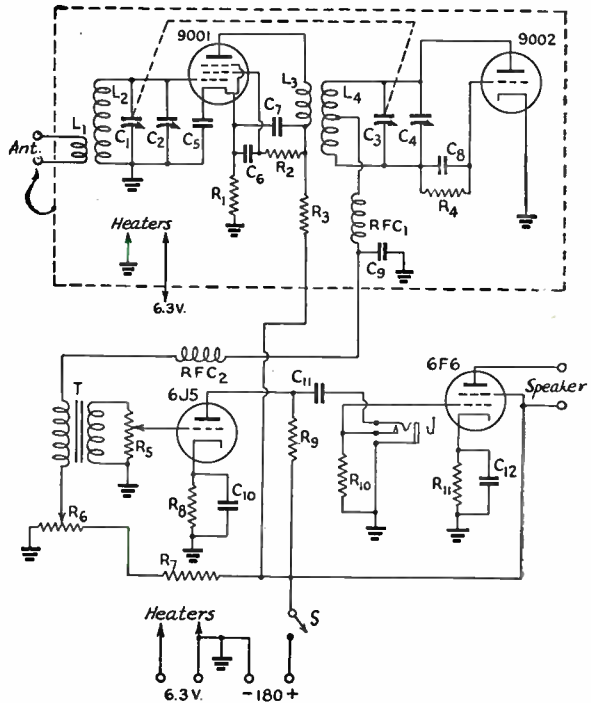 9001
9002
L₃
L₂
L₄
C₇
L₁
C₁
C₂
C₅
C₃
C₄
Ant.
C₆
R₂
C₈
R₄
R₁
R₃
Heaters
RFC₁
C₉
6.3V.
RFC₂
C₁₁
6F6
T
6J5
Speaker
J
R₅
R₉
R₁₀
C₁₂
R₈
C₁₀
R₁₁
R₆
R₇
S
Heaters
6.3V.
-180+